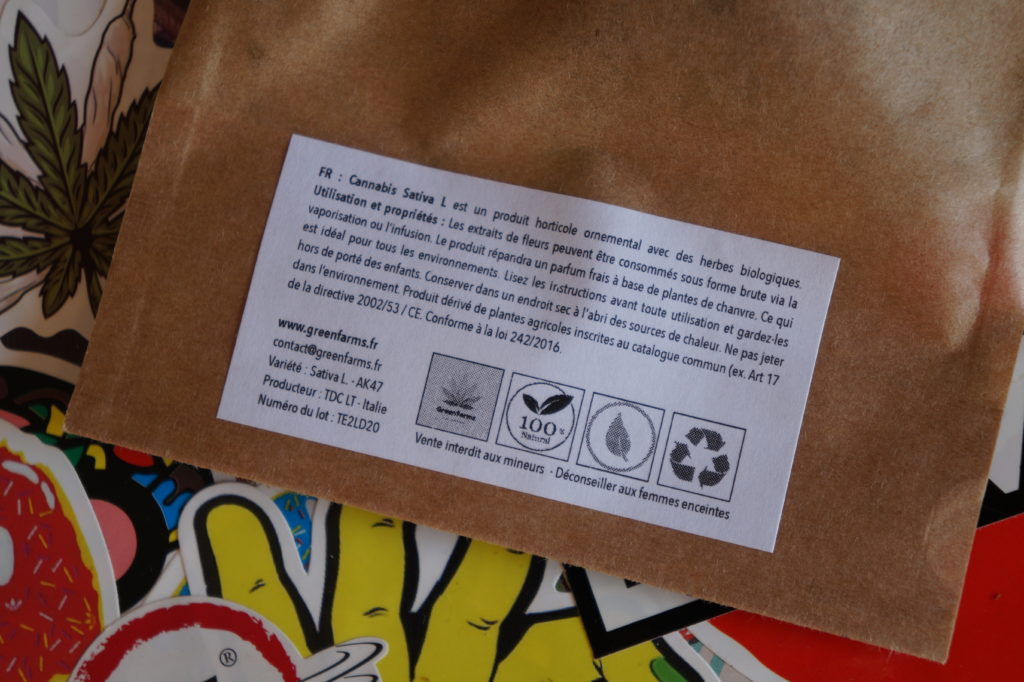 FR : Cannabis Sativa L est un produit horticole ornemental avec des herbes biologiques.
Utilisation et propriétés : Les extraits de fleurs peuvent être consommés sous forme brute via la
vaporisation ou l'infusion. Le produit répandra un parfum frais à base de plantes de chanvre. Ce qui
est idéal pour tous les environnements. Lisez les instructions avant toute utilisation et gardez-les
hors de porté des enfants. Conserver dans un endroit sec à l'abri des sources de chaleur. Ne pas jeter
dans l'environnement. Produit dérivé de plantes agricoles inscrites au catalogue commun (ex. Art 17
de la directive 2002/53 / CE. Conforme à la loi 242/2016.
www.greenfarms.fr
contact@greenfarms.fr
Variété : Sativa L. - AK47
Producteur : TDC LT - Italie
Numéro du lot : TE2LD20
Greenfarms
100%
Natural
Vente interdit aux mineurs - Déconseiller aux femmes enceintes
®